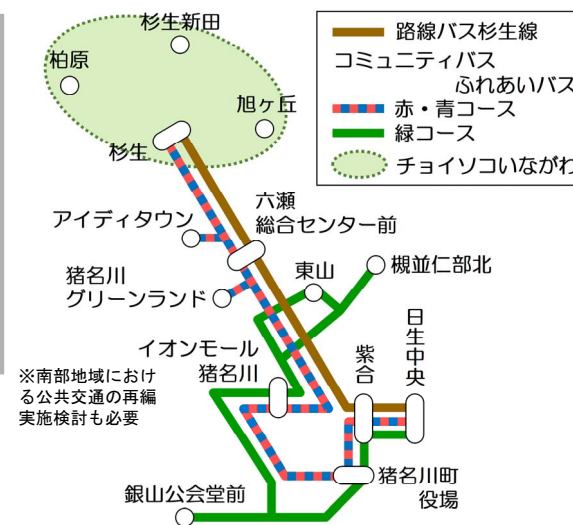 杉生新田
柏原
旭ヶ丘
杉生
路線バス杉生線
コミュニティバス
ふれあいバス
赤・青コース
緑コース
チョイソコいながわ
アイディタウン
六瀬
総合センター前
猪名川
グリーンランド
東山
槻並仁部北
イオンモール
猪名川
紫合
日生中央
※南部地域におけ
る公共交通の再編
実施検討も必要
猪名川町
役場
銀山公会堂前